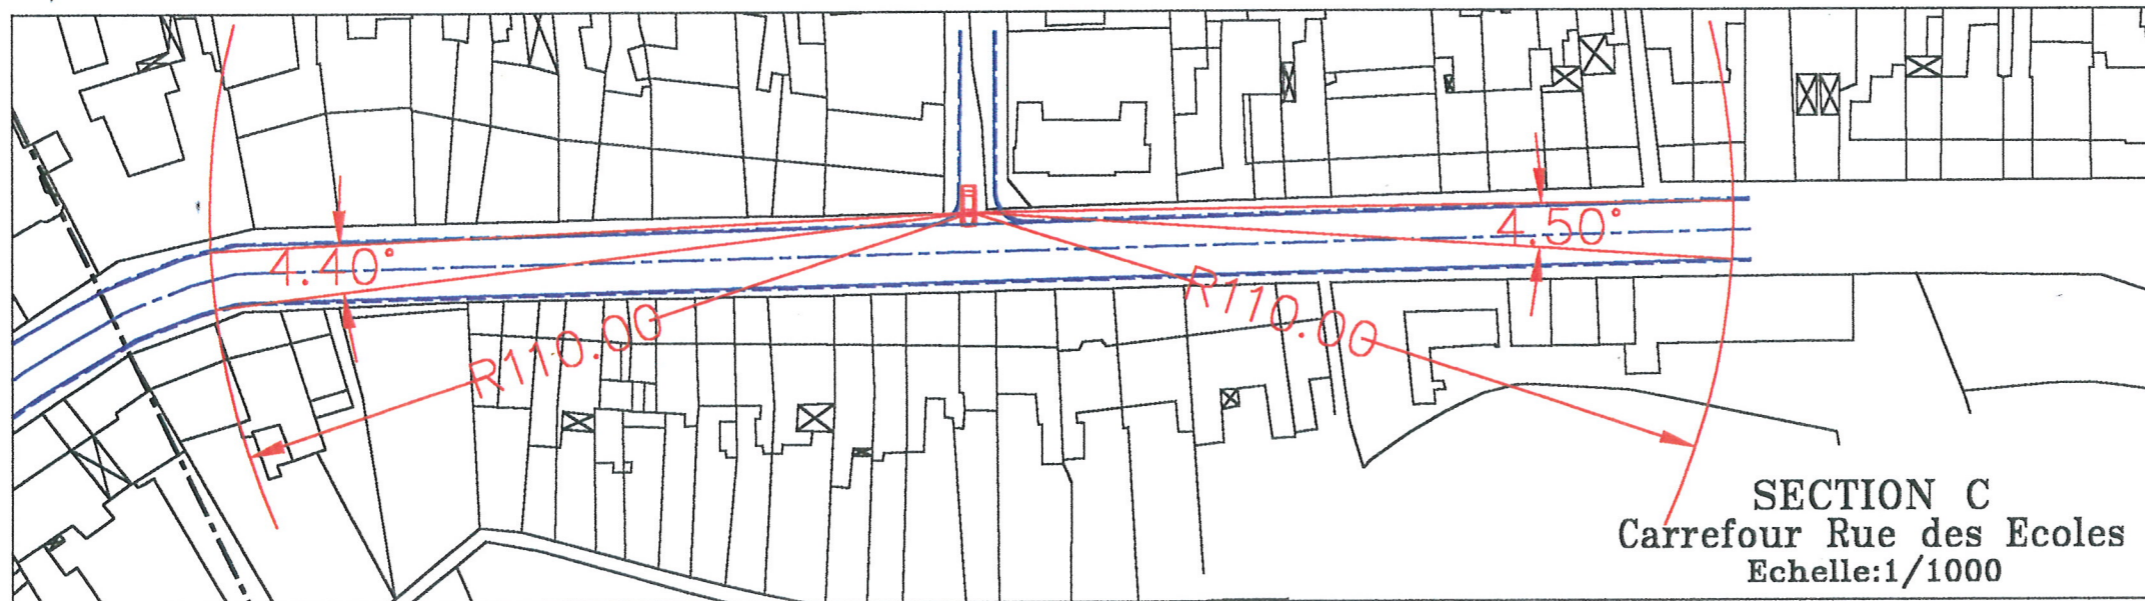 4.40°
4.50°
R110.00
R110.00
SECTION C
Carrefour Rue des Ecoles
Echelle:1/1000